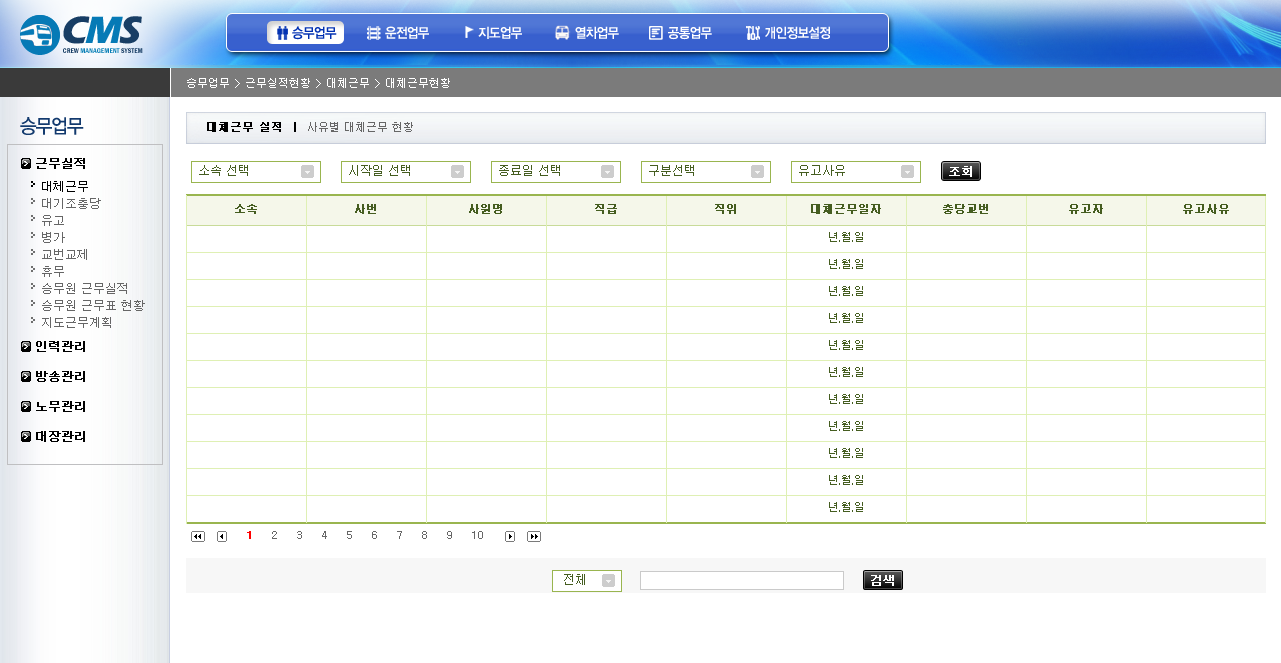 CMS
CREW MANAGEMENT SYSTEM
승무업무 운전업무 지도업무 열차업무 공통업무 개인정보설정
승무업무 > 근무실적현황 > 대체근무 > 대체근무현황
승무업무
근무실적
대체근무
대기조충당
유고
병가
교번교체
휴무
승무원 근무실적
승무원 근무표 현황
지도근무계획
인력관리
방송관리
노무관리
대장관리
대체근무 실적 | 사유별 대체근무 현황
소속 선택 시작일 선택 종료일 선택 구분선택 유고사유 조회
소속 사번 사원명 직급 직위 대체근무일자 충당교번 유고자 유고사유
년.월.일
년.월.일
년.월.일
년.월.일
년.월.일
년.월.일
년.월.일
년.월.일
년.월.일
년.월.일
년.월.일
1 2 3 4 5 6 7 8 9 10
전체 검색